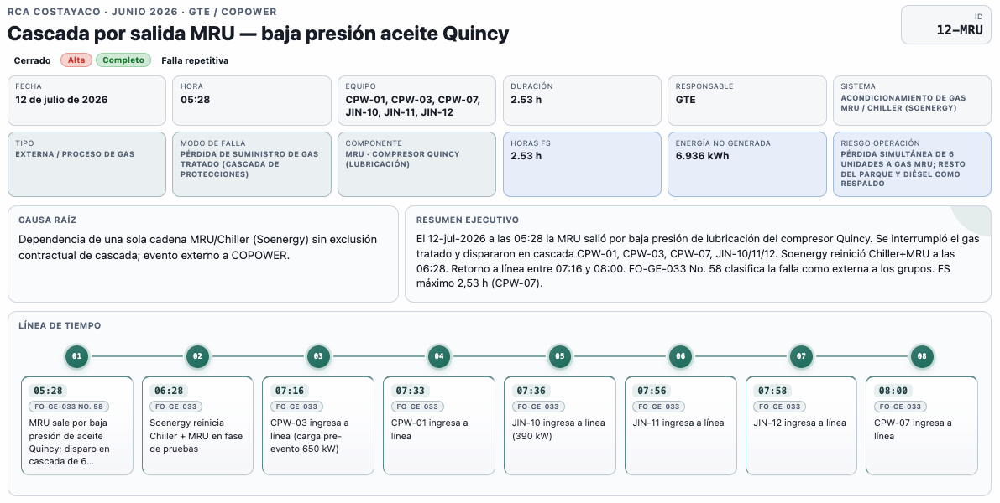 RCA COSTAYACO · JUNIO 2026 · GTE / COPOWER
Cascada por salida MRU — baja presión aceite Quincy
ID
12-MRU
Cerrado Alta Completo Falla repetitiva
FECHA
12 de julio de 2026
HORA
05:28
EQUIPO
CPW-01, CPW-03, CPW-07,
JIN-10, JIN-11, JIN-12
DURACIÓN
2.53 h
RESPONSABLE
GTE
SISTEMA
ACONDICIONAMIENTO DE GAS
MRU / CHILLER (SOENERGY)
TIPO
EXTERNA / PROCESO DE GAS
MODO DE FALLA
PÉRDIDA DE SUMINISTRO DE GAS
TRATADO (CASCADA DE
PROTECCIONES)
COMPONENTE
MRU · COMPRESOR QUINCY
(LUBRICACIÓN)
HORAS FS
2.53 h
ENERGÍA NO GENERADA
6.936 kWh
RIESGO OPERACIÓN
PÉRDIDA SIMULTÁNEA DE 6
UNIDADES A GAS MRU; RESTO
DEL PARQUE Y DIÉSEL COMO
RESPALDO
CAUSA RAÍZ
Dependencia de una sola cadena MRU/Chiller (Soenergy) sin exclusión
contractual de cascada; evento externo a COPOWER.
RESUMEN EJECUTIVO
El 12-jul-2026 a las 05:28 la MRU salió por baja presión de lubricación del compresor Quincy. Se interrumpió el gas
tratado y dispararon en cascada CPW-01, CPW-03, CPW-07, JIN-10/11/12. Soenergy reinició Chiller+MRU a las
06:28. Retorno a línea entre 07:16 y 08:00. FO-GE-033 No. 58 clasifica la falla como externa a los grupos. FS
máximo 2,53 h (CPW-07).
LÍNEA DE TIEMPO
01
05:28
FO-GE-033 NO. 58
MRU sale por baja
presión de aceite
Quincy; disparo en
cascada de 6...
02
06:28
FO-GE-033
Soenergy reinicia
Chiller + MRU en fase
de pruebas
03
07:16
FO-GE-033
CPW-03 ingresa a
línea (carga pre-
evento 650 kW)
04
07:33
FO-GE-033
CPW-01 ingresa a
línea
05
07:36
FO-GE-033
JIN-10 ingresa a línea
(390 kW)
06
07:56
FO-GE-033
JIN-11 ingresa a línea
07
07:58
FO-GE-033
JIN-12 ingresa a línea
08
08:00
FO-GE-033
CPW-07 ingresa a
línea